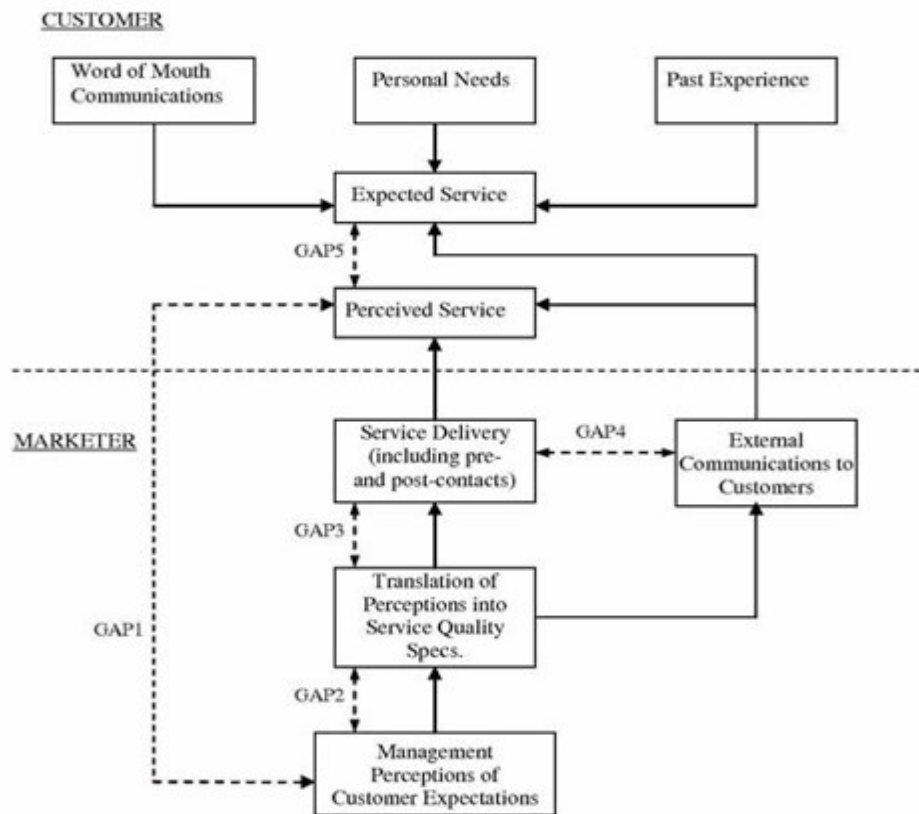 CUSTOMER
Word of Mouth
Communications
Personal Needs
Past Experience
Expected Service
GAP5
Perceived Service
MARKETER
Service Delivery
(including pre-
and post-contacts)
GAP4
External
Communications to
Customers
GAP3
Translation of
Perceptions into
Service Quality
Specs.
GAP1
GAP2
Management
Perceptions of
Customer Expectations